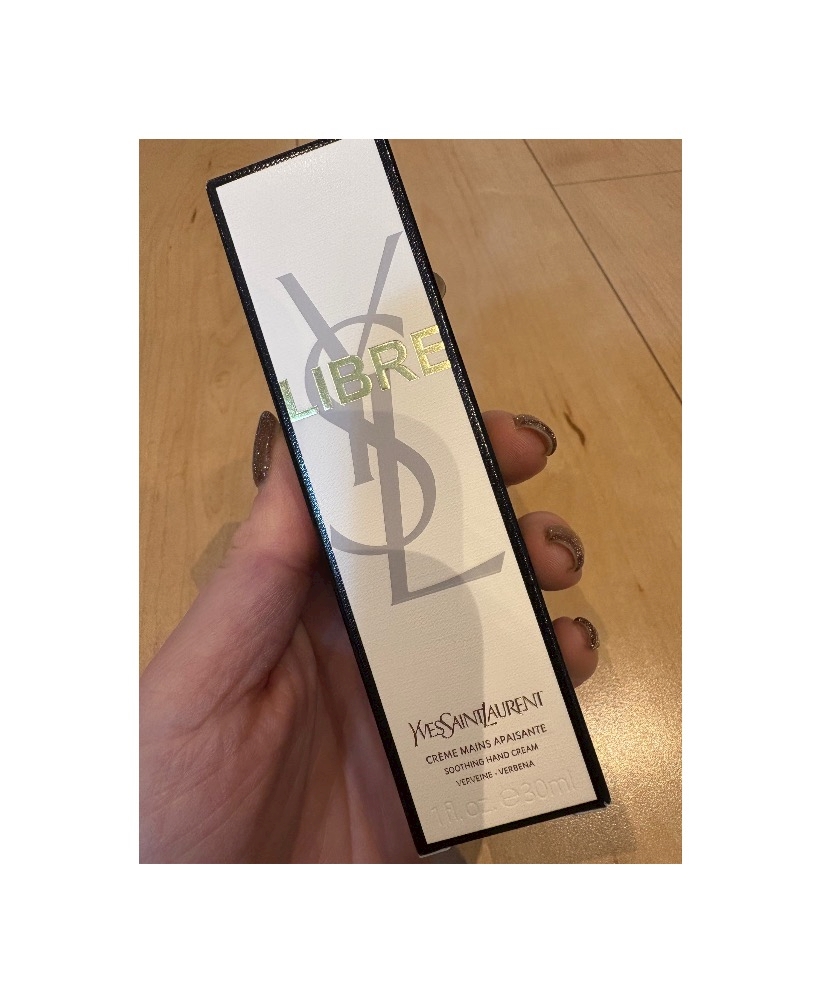 YSL
LIBRE
YVESSAINTLAURENT
CRÈME MAINS APAISANTE
SOOTHING HAND CREAM
VERVEINE - VERBENA
1 fl. oz. ℮30ml